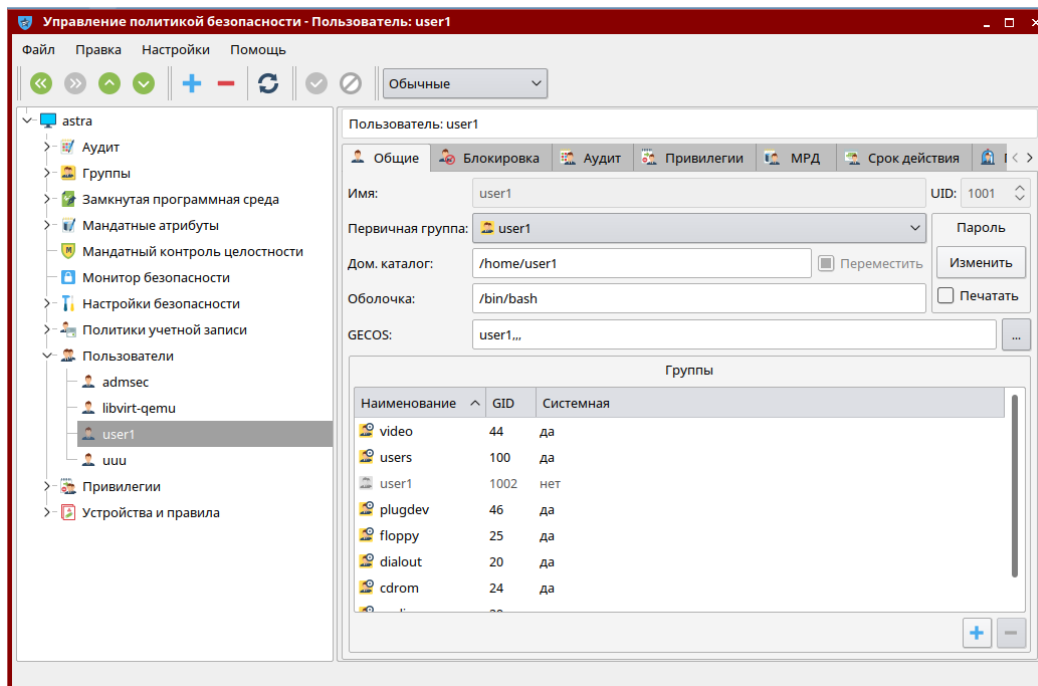 Управление политикой безопасности - Пользователь: user1
Файл Правка Настройки Помощь
Обычные
astra
Аудит
Группы
Замкнутая программная среда
Мандатные атрибуты
Мандатный контроль целостности
Монитор безопасности
Настройки безопасности
Политики учетной записи
Пользователи
admsec
libvirt-qemu
user1
uuu
Привилегии
Устройства и правила
Пользователь: user1
Общие Блокировка Аудит Привилегии МРД Срок действия
Имя: user1 UID: 1001
Первичная группа: user1 Пароль
Дом. каталог: /home/user1 Переместить Изменить
Оболочка: /bin/bash Печатать
GECOS: user1,,, ...
Группы
Наименование GID Системная
video 44 да
users 100 да
user1 1002 нет
plugdev 46 да
floppy 25 да
dialout 20 да
cdrom 24 да